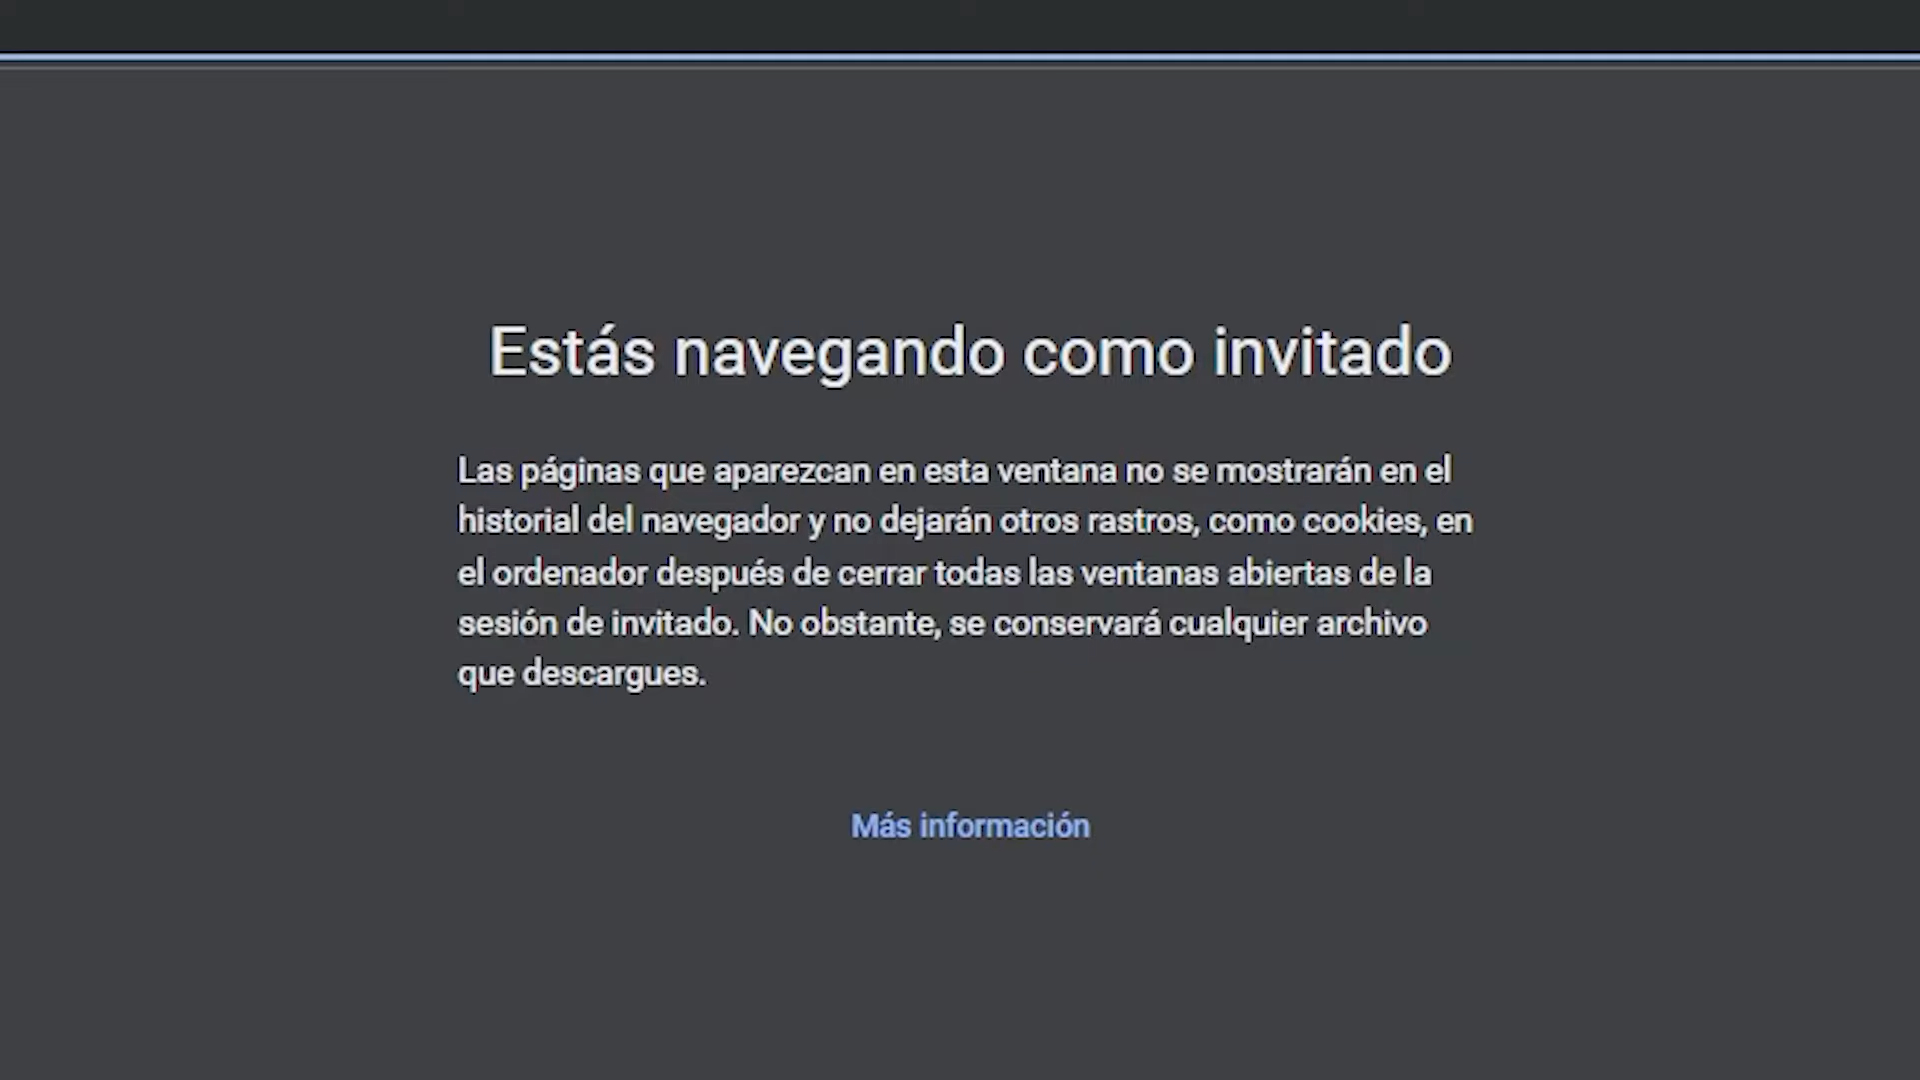 Estás navegando como invitado
Las páginas que aparezcan en esta ventana no se mostrarán en el
historial del navegador y no dejarán otros rastros, como cookies, en
el ordenador después de cerrar todas las ventanas abiertas de la
sesión de invitado. No obstante, se conservará cualquier archivo
que descargues.
Más información